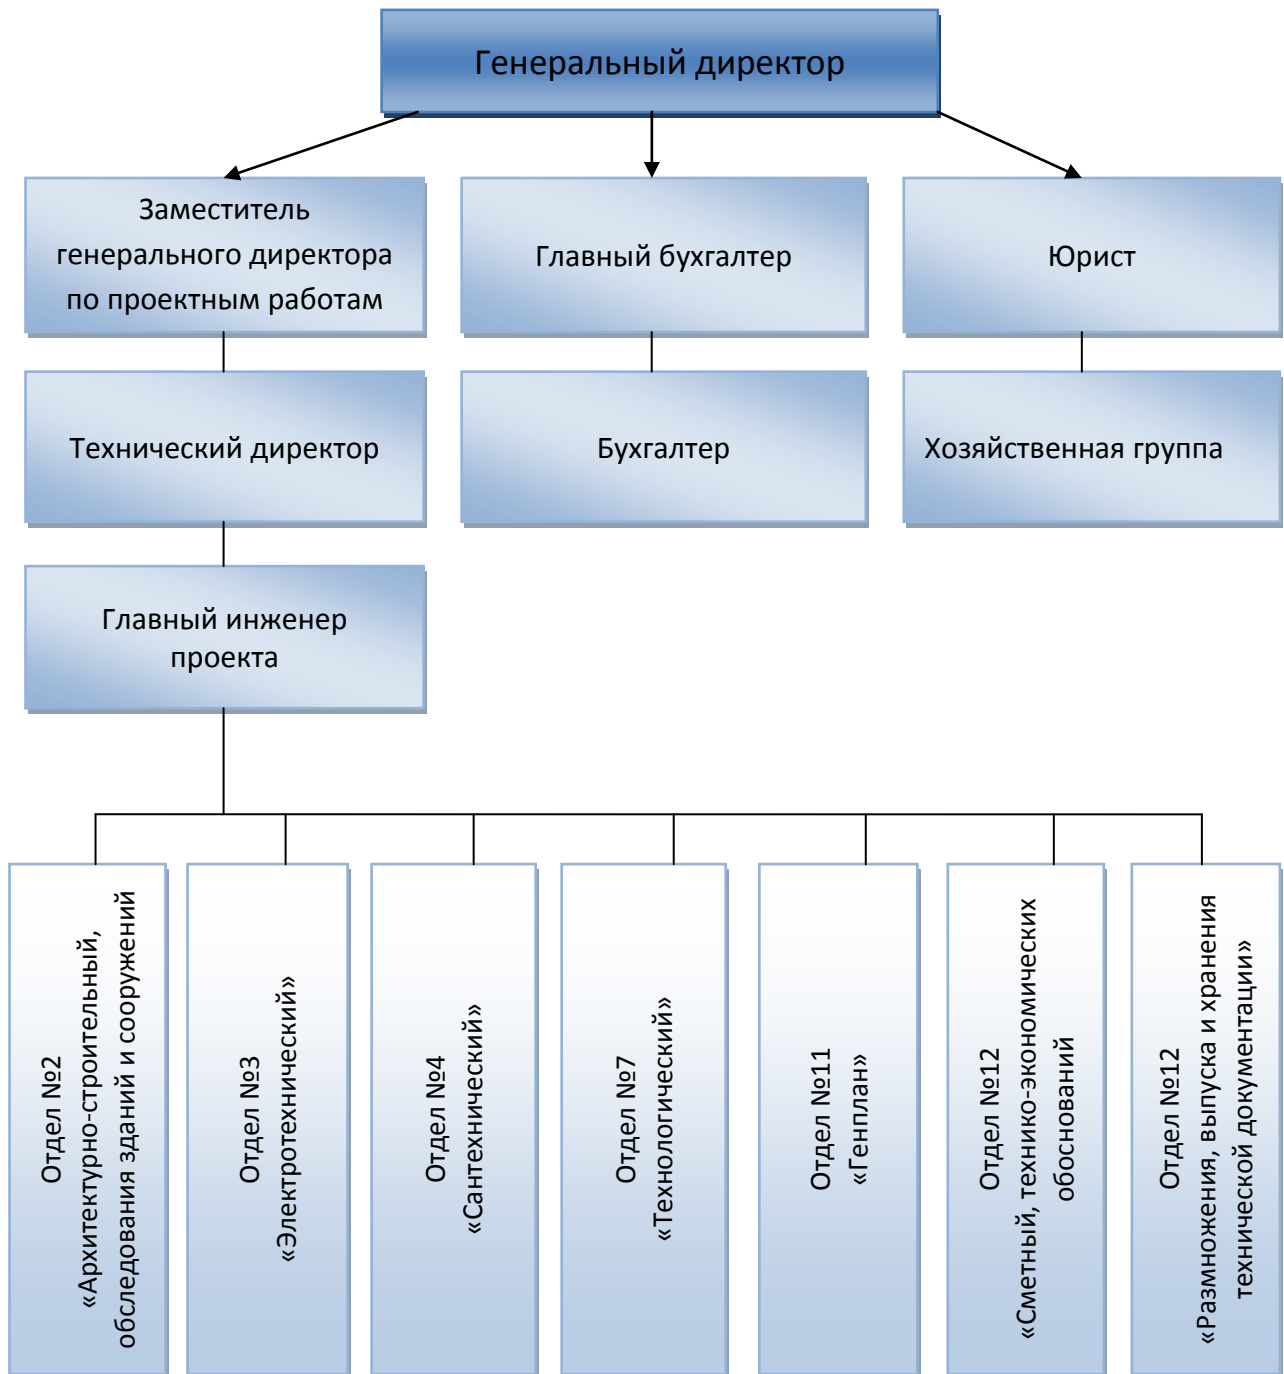 Генеральный директор
Заместитель
генерального директора
по проектным работам
Главный бухгалтер
Юрист
Технический директор
Бухгалтер
Хозяйственная группа
Главный инженер
проекта
Отдел №2
«Архитектурно-строительный,
обследования зданий и сооружений
Отдел №3
«Электротехнический»
Отдел №4
«Сантехнический»
Отдел №7
«Технологический»
Отдел №11
«Генплан»
Отдел №12
«Сметный, технико-экономических
обоснований
Отдел №12
«Размножения, выпуска и хранения
технической документации»